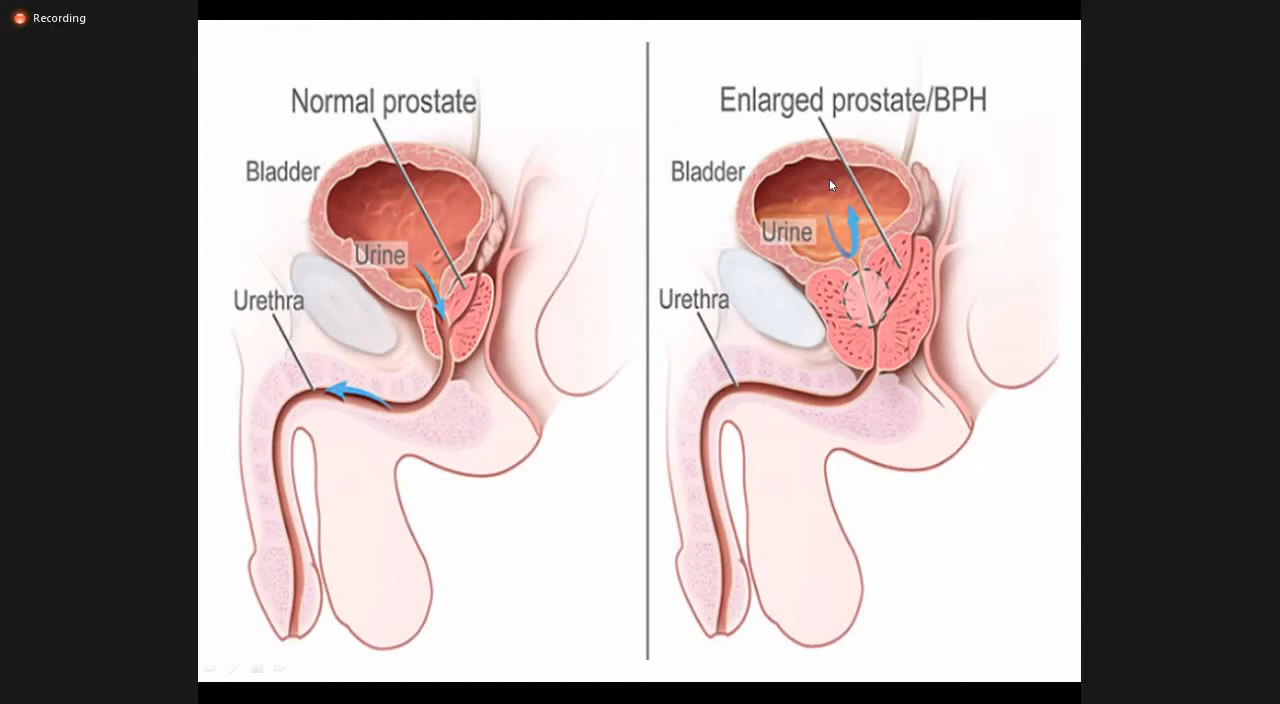 Recording
Normal prostate
Bladder
Urine
Urethra
Enlarged prostate/BPH
Bladder
Urine
Urethra